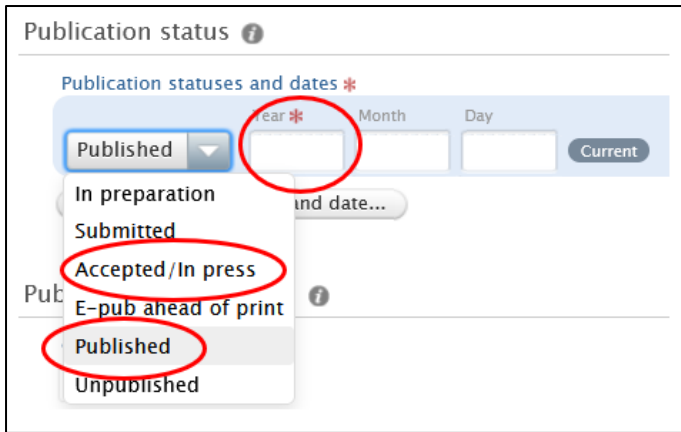 Publication status
Publication statuses and dates *
Year * Month Day
Published Current
In preparation
and date...
Submitted
Accepted/In press
Pub
E-pub ahead of print
Published
Unpublished